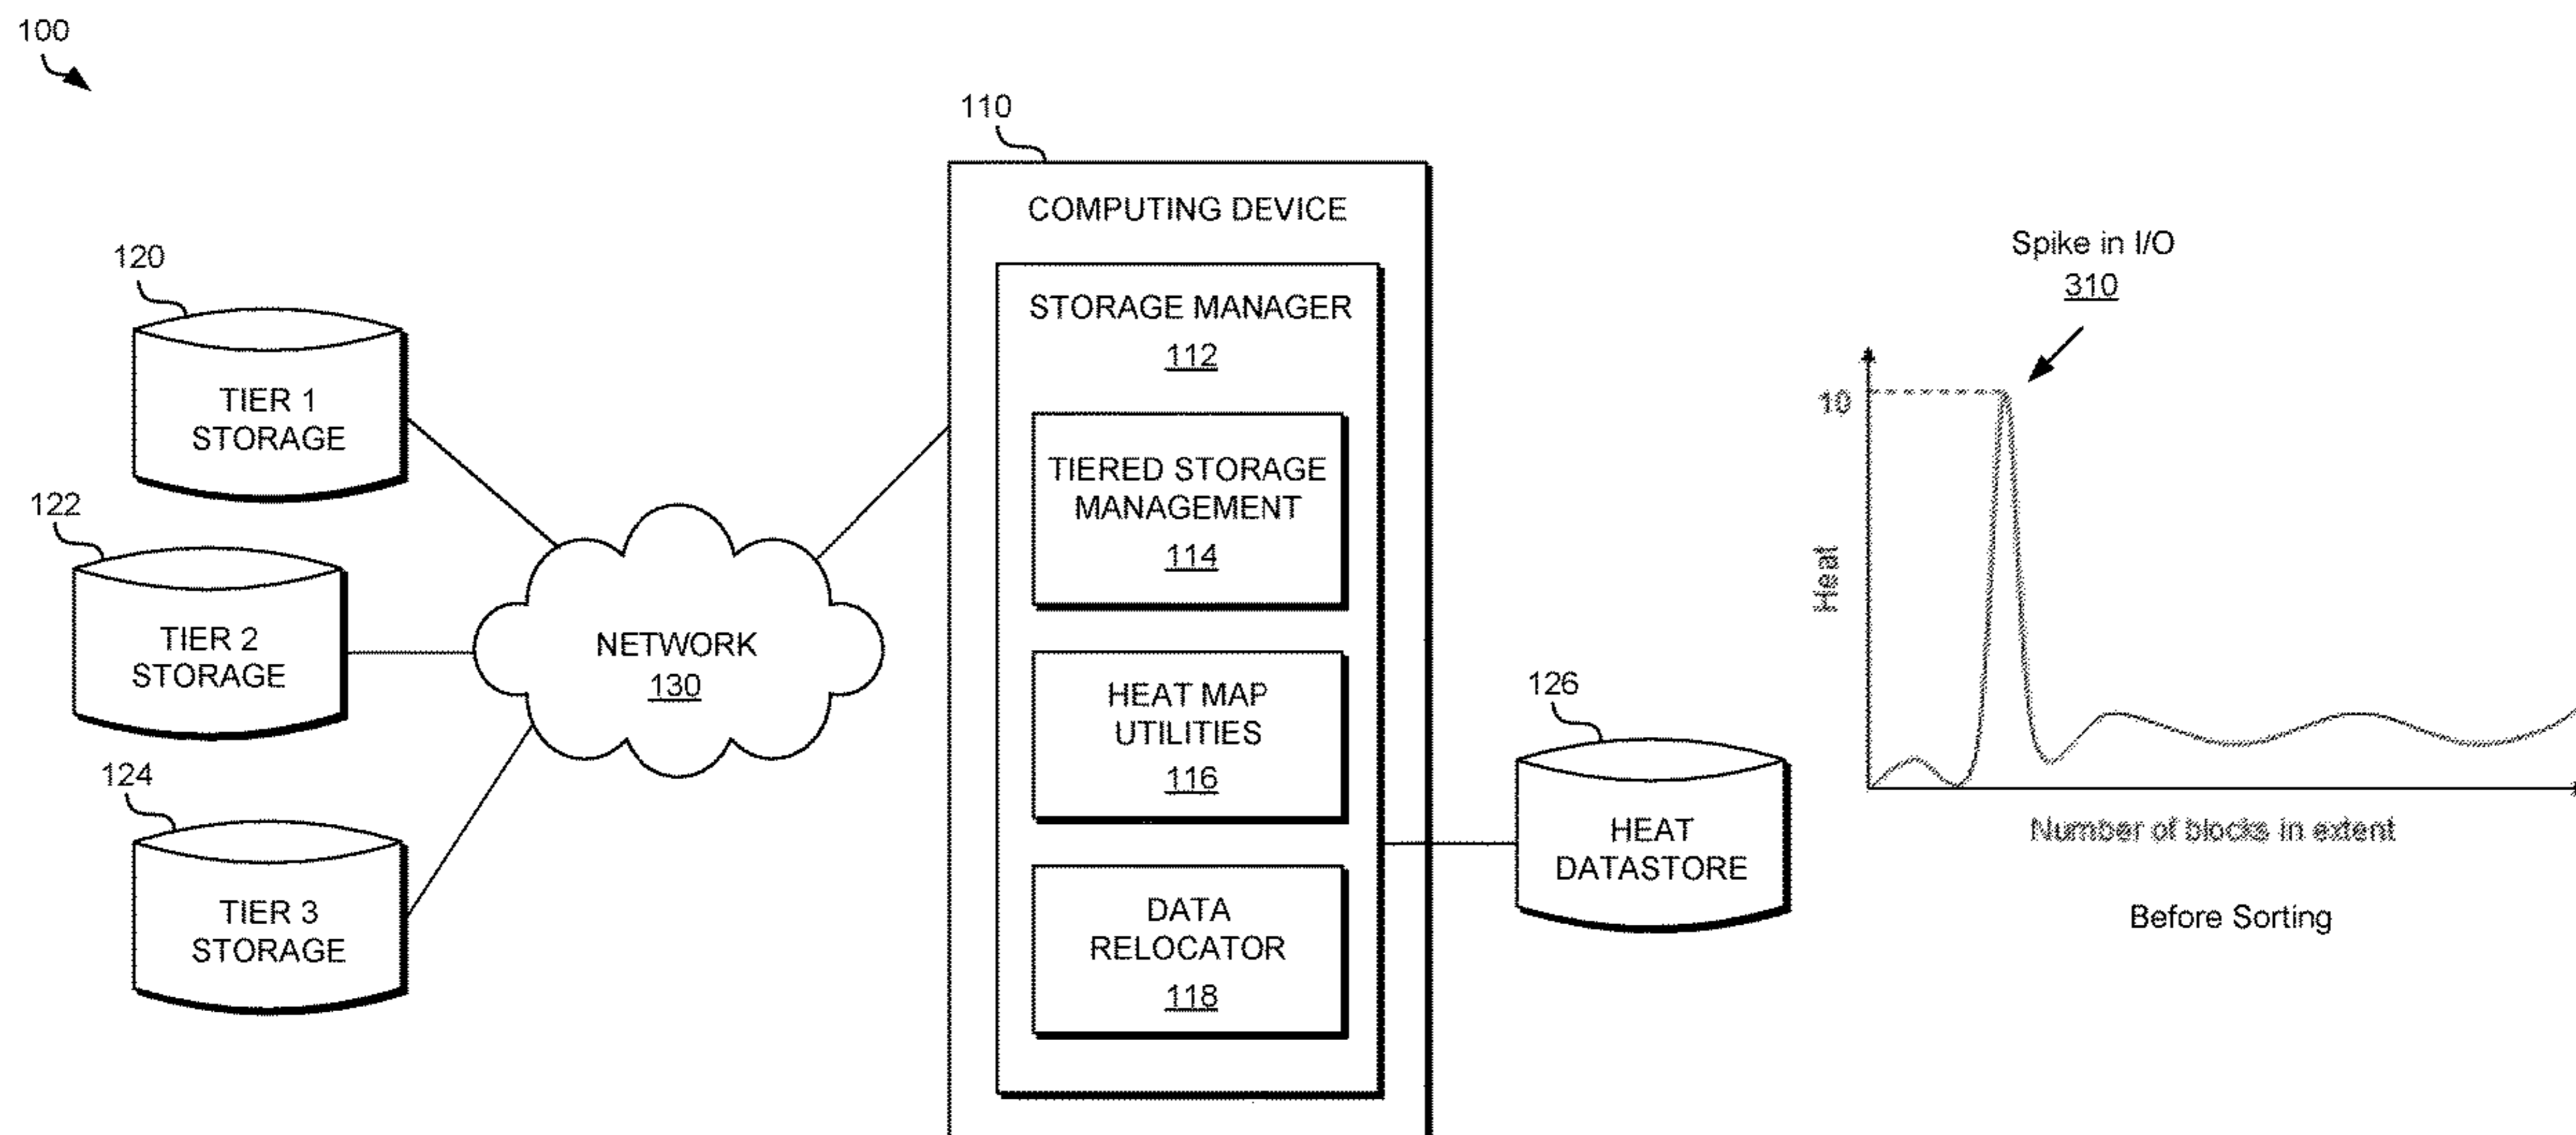 100
110
COMPUTING DEVICE
STORAGE MANAGER
112
TIERED STORAGE
MANAGEMENT
114
HEAT MAP
UTILITIES
116
DATA
RELOCATOR
118
120
TIER 1
STORAGE
122
TIER 2
STORAGE
124
TIER 3
STORAGE
NETWORK
130
126
HEAT
DATASTORE
Spike in I/O
310
10
Heat
Number of blocks in extent
Before Sorting